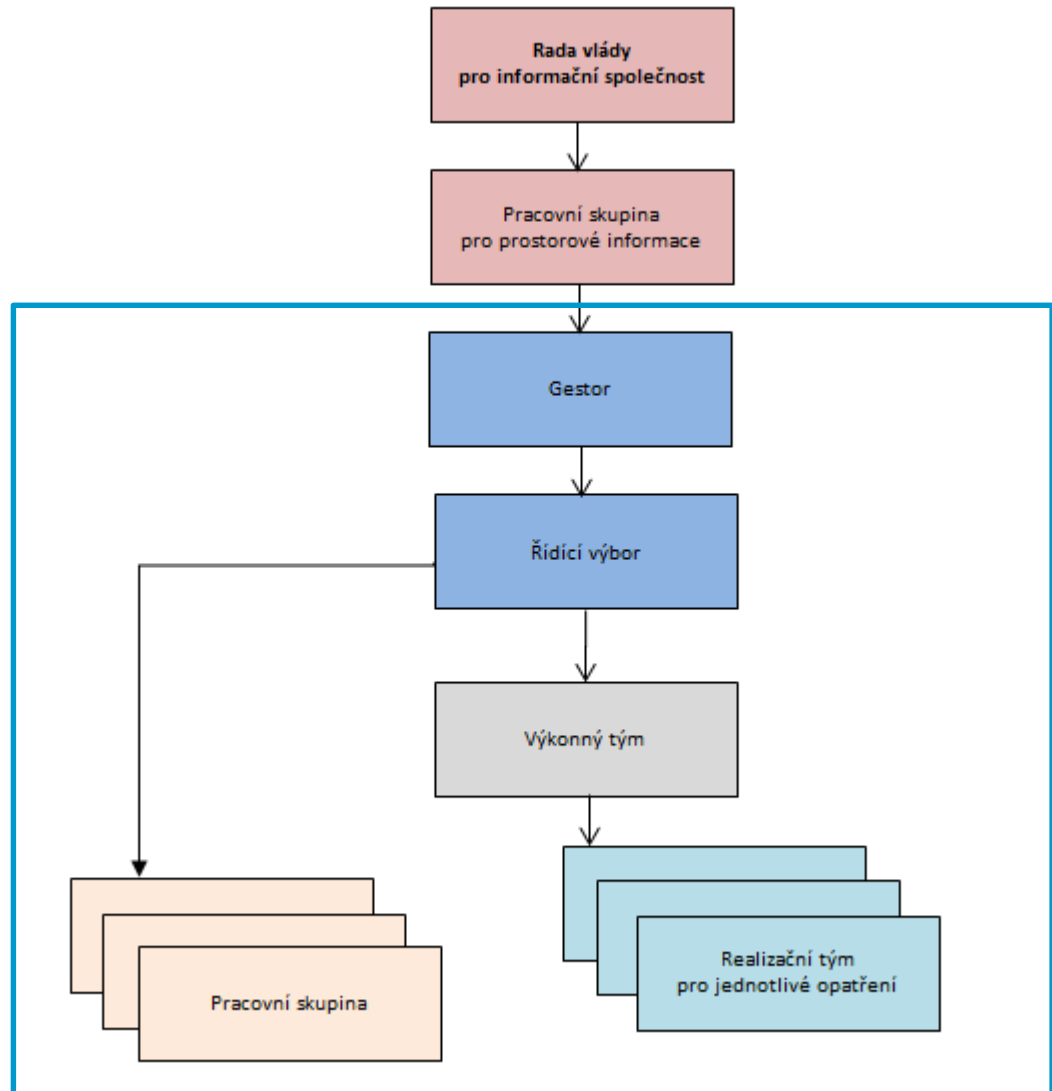 Rada vlády
pro informační společnost
Pracovní skupina
pro prostorové informace
Gestor
Řídící výbor
Výkonný tým
Pracovní skupina
Realizační tým
pro jednotlivé opatření